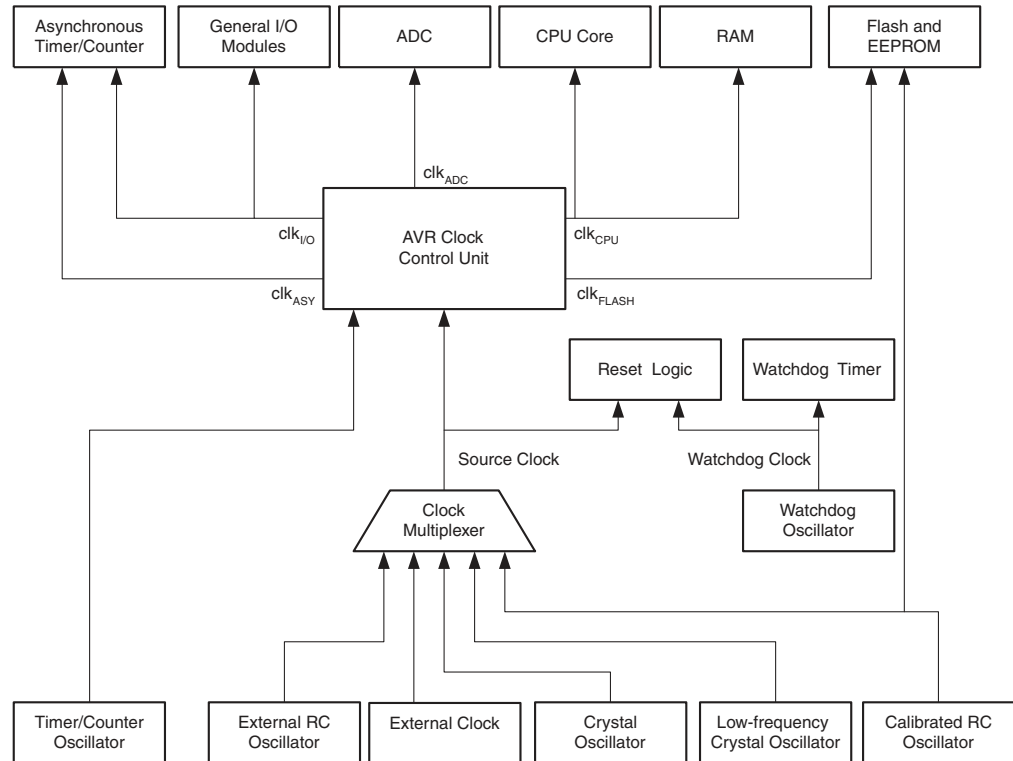 Asynchronous
Timer/Counter
General I/O
Modules
ADC
CPU Core
RAM
Flash and
EEPROM
clkADC
clkI/O
AVR Clock
Control Unit
clkCPU
clkASY
clkFLASH
Reset Logic
Watchdog Timer
Source Clock
Watchdog Clock
Clock
Multiplexer
Watchdog
Oscillator
Timer/Counter
Oscillator
External RC
Oscillator
External Clock
Crystal
Oscillator
Low-frequency
Crystal Oscillator
Calibrated RC
Oscillator